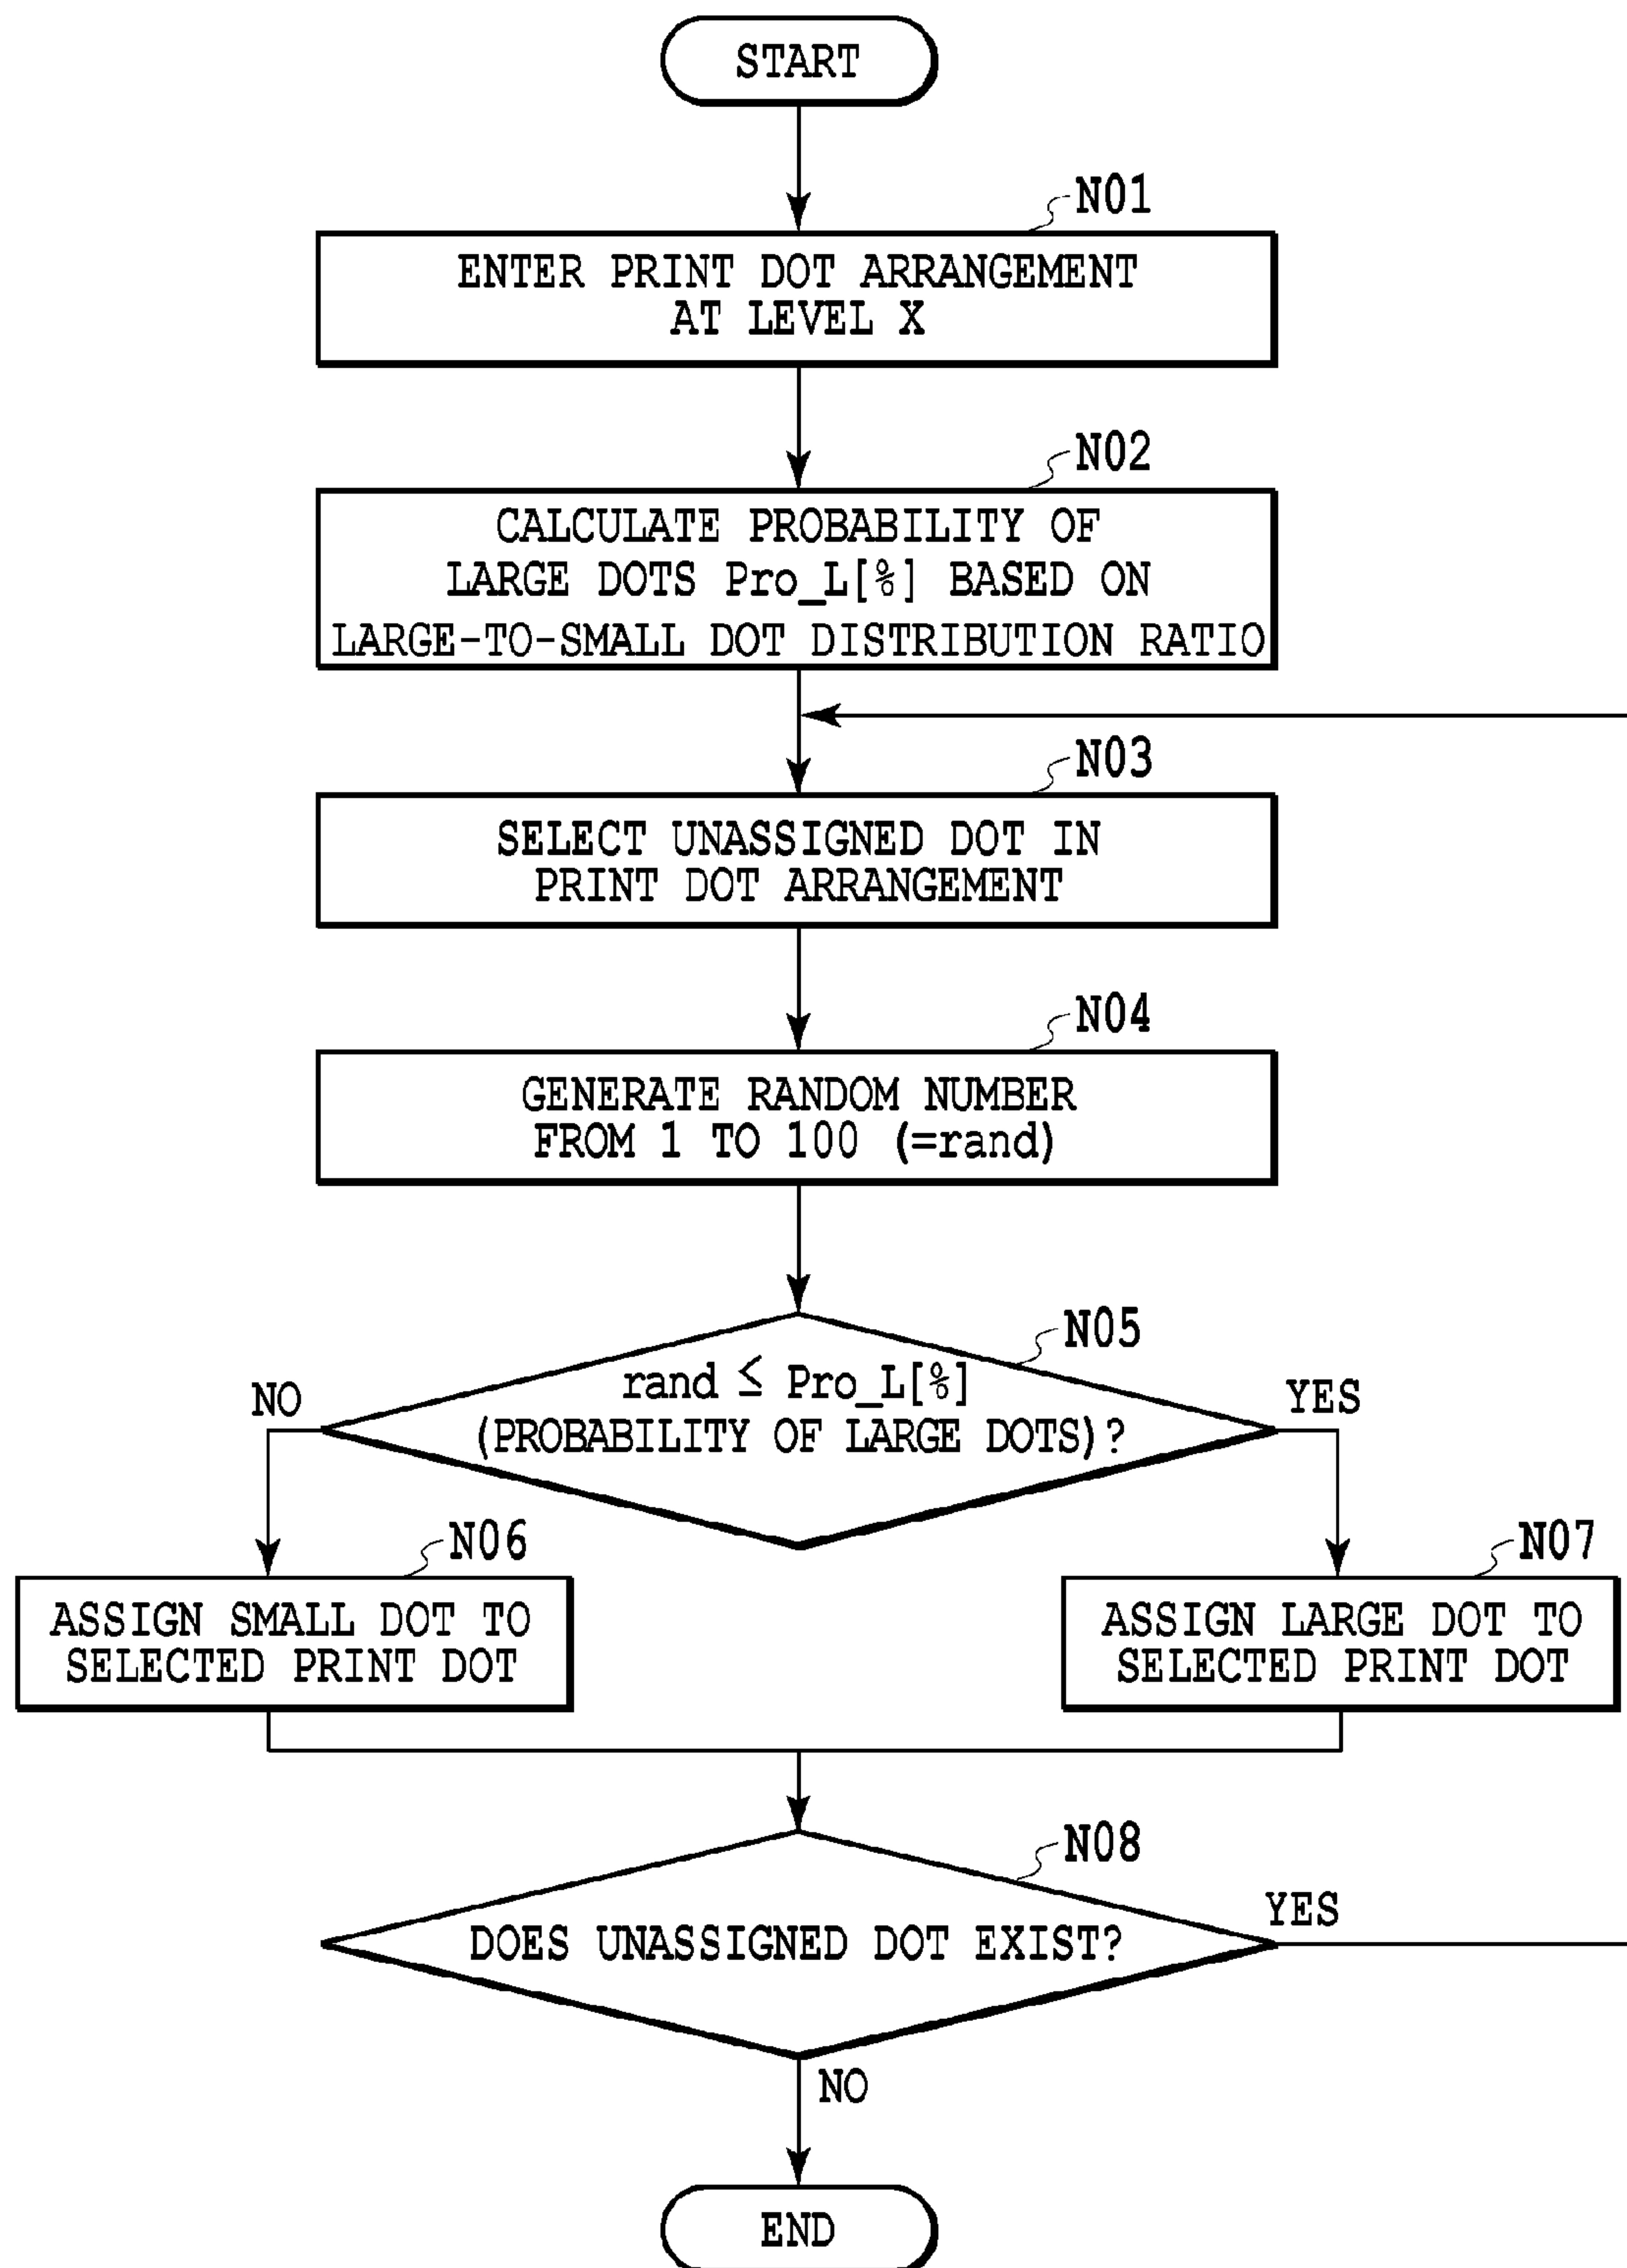 START
N01
ENTER PRINT DOT ARRANGEMENT
AT LEVEL X
N02
CALCULATE PROBABILITY OF
LARGE DOTS Pro_L[%] BASED ON
LARGE-TO-SMALL DOT DISTRIBUTION RATIO
N03
SELECT UNASSIGNED DOT IN
PRINT DOT ARRANGEMENT
N04
GENERATE RANDOM NUMBER
FROM 1 TO 100 (=rand)
N05
rand ≤ Pro_L[%]
(PROBABILITY OF LARGE DOTS)?
NO
YES
N06
ASSIGN SMALL DOT TO
SELECTED PRINT DOT
N07
ASSIGN LARGE DOT TO
SELECTED PRINT DOT
N08
DOES UNASSIGNED DOT EXIST?
YES
NO
END